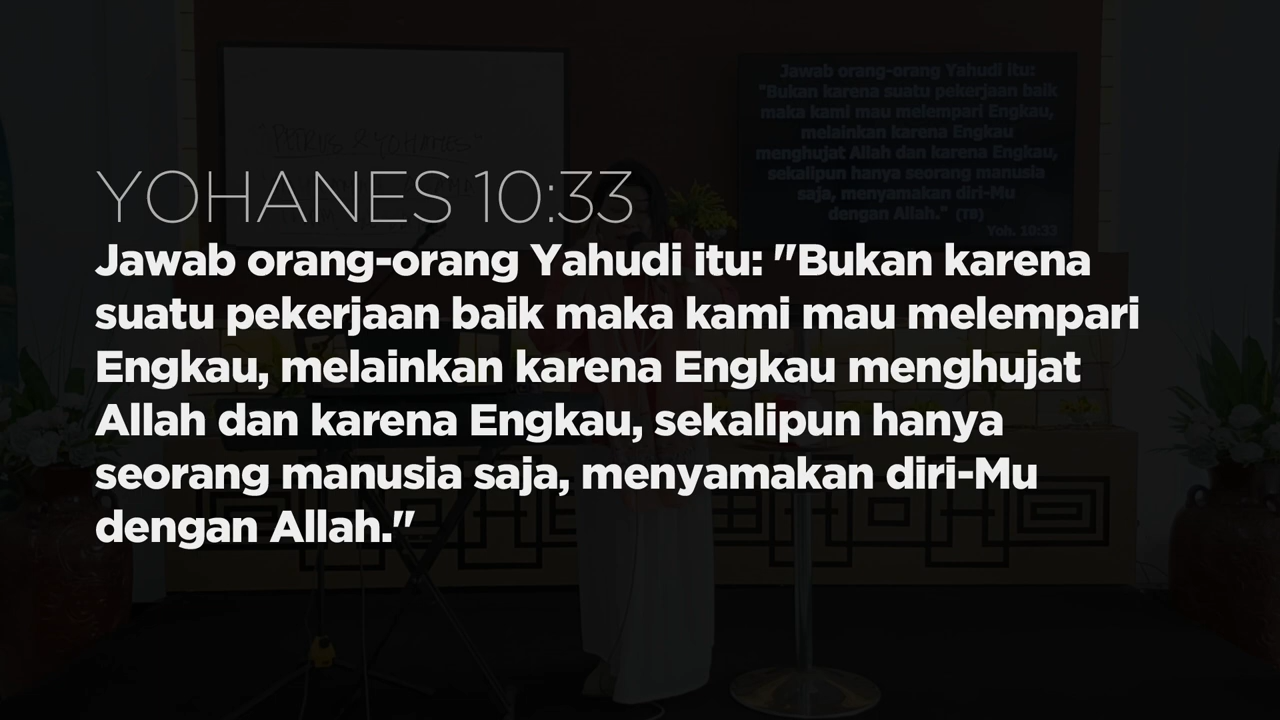 YOHANES 10:33
Jawab orang-orang Yahudi itu: "Bukan karena
suatu pekerjaan baik maka kami mau melempari
Engkau, melainkan karena Engkau menghujat
Allah dan karena Engkau, sekalipun hanya
seorang manusia saja, menyamakan diri-Mu
dengan Allah."
Jawab orang-orang Yahudi itu:
"Bukan karena suatu pekerjaan baik
maka kami mau melempari Engkau,
melainkan karena Engkau
menghujat Allah dan karena Engkau,
sekalipun hanya seorang manusia
saja, menyamakan diri-Mu
dengan Allah." (TB)
Yoh. 10:33
"PETRUS & YOHANES"